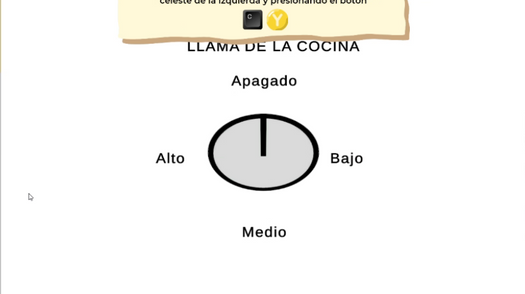 celeste de la izquierda y presionando el botón
C Y
LLAMA DE LA COCINA
Apagado
Alto
Bajo
Medio